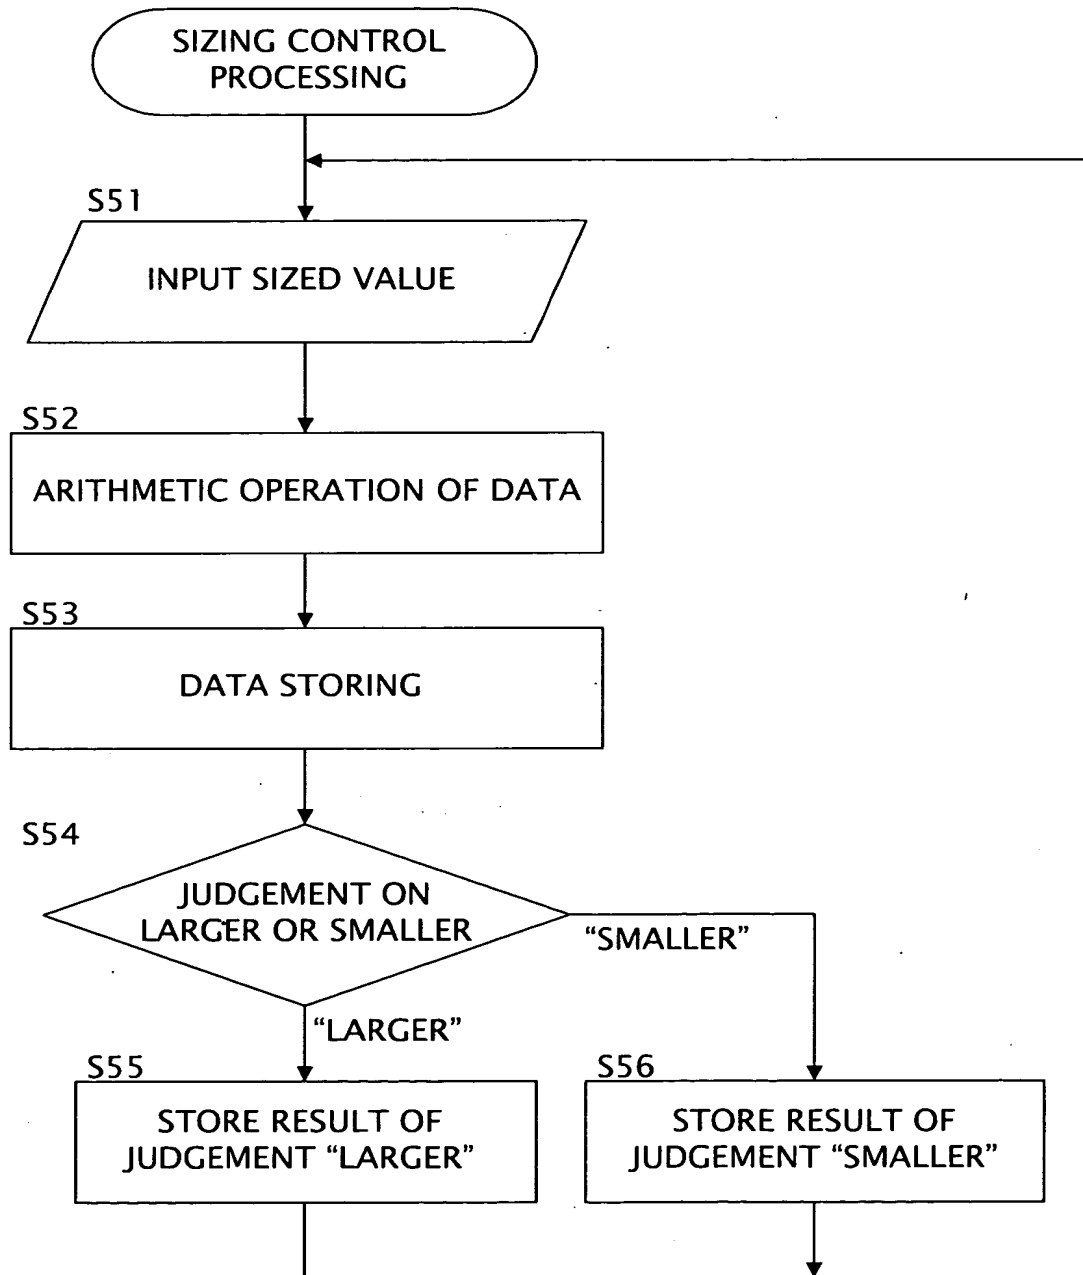 SIZING CONTROL
PROCESSING
S51
INPUT SIZED VALUE
S52
ARITHMETIC OPERATION OF DATA
S53
DATA STORING
S54
JUDGEMENT ON
LARGER OR SMALLER
“SMALLER”
“LARGER”
S55
STORE RESULT OF
JUDGEMENT “LARGER”
S56
STORE RESULT OF
JUDGEMENT “SMALLER”